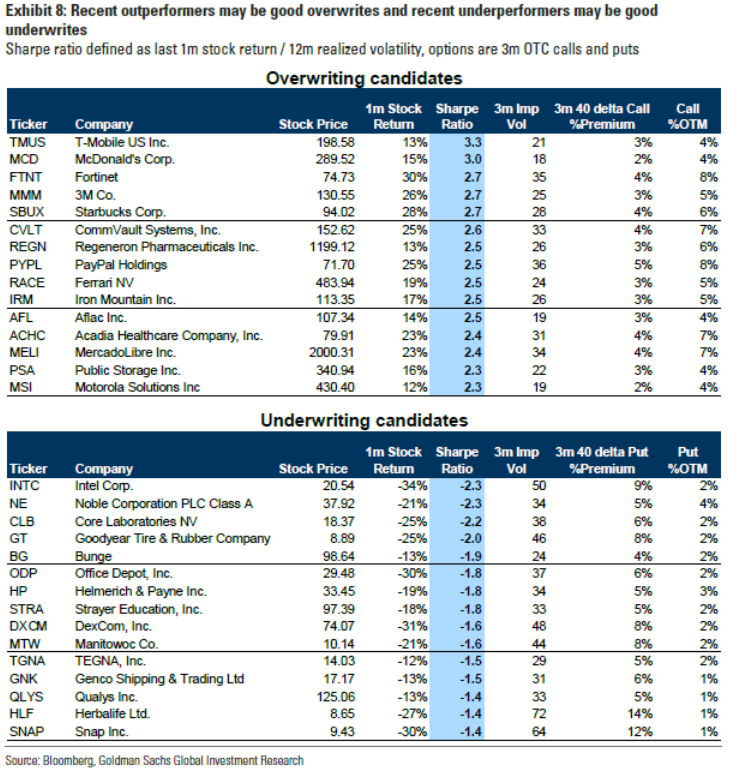 Exhibit 8: Recent outperformers may be good overwrites and recent underperformers may be good
underwrites
Sharpe ratio defined as last 1m stock return / 12m realized volatility, options are 3m OTC calls and puts
Overwriting candidates
1m Stock Sharpe 3m Imp 3m 40 delta Call Call
Ticker Company Stock Price Return Ratio Vol %Premium %OTM
TMUS T-Mobile US Inc. 198.58 13% 3.3 21 3% 4%
MCD McDonald's Corp. 289.52 15% 3.0 18 2% 4%
FTNT Fortinet 74.73 30% 2.7 35 4% 8%
MMM 3M Co. 130.55 26% 2.7 25 3% 5%
SBUX Starbucks Corp. 94.02 28% 2.7 28 4% 6%
CVLT CommVault Systems, Inc. 152.62 25% 2.6 33 4% 7%
REGN Regeneron Pharmaceuticals Inc. 1199.12 13% 2.5 26 3% 6%
PYPL PayPal Holdings 71.70 25% 2.5 36 5% 8%
RACE Ferrari NV 483.94 19% 2.5 24 3% 5%
IRM Iron Mountain Inc. 113.35 17% 2.5 26 3% 5%
AFL Aflac Inc. 107.34 14% 2.5 19 3% 4%
ACHC Acadia Healthcare Company, Inc. 79.91 23% 2.4 31 4% 7%
MELI MercadoLibre Inc. 2000.31 23% 2.4 34 4% 7%
PSA Public Storage Inc. 340.94 16% 2.3 22 3% 4%
MSI Motorola Solutions Inc 430.40 12% 2.3 19 2% 4%
Underwriting candidates
1m Stock Sharpe 3m Imp 3m 40 delta Put Put
Ticker Company Stock Price Return Ratio Vol %Premium %OTM
INTC Intel Corp. 20.54 -34% -2.3 50 9% 2%
NE Noble Corporation PLC Class A 37.92 -21% -2.3 34 5% 4%
CLB Core Laboratories NV 18.37 -25% -2.2 38 6% 2%
GT Goodyear Tire & Rubber Company 8.89 -25% -2.0 46 8% 2%
BG Bunge 98.64 -13% -1.9 24 4% 2%
ODP Office Depot, Inc. 29.48 -30% -1.8 37 6% 2%
HP Helmerich & Payne Inc. 33.45 -19% -1.8 34 5% 3%
STRA Strayer Education, Inc. 97.39 -18% -1.8 33 5% 2%
DXCM DexCom, Inc. 74.07 -31% -1.6 48 8% 2%
MTW Manitowoc Co. 10.14 -21% -1.6 44 8% 2%
TGNA TEGNA, Inc. 14.03 -12% -1.5 29 5% 2%
GNK Genco Shipping & Trading Ltd 17.17 -13% -1.5 31 6% 1%
QLYS Qualys Inc. 125.06 -13% -1.4 33 5% 1%
HLF Herbalife Ltd. 8.65 -27% -1.4 72 14% 1%
SNAP Snap Inc. 9.43 -30% -1.4 64 12% 1%
Source: Bloomberg, Goldman Sachs Global Investment Research